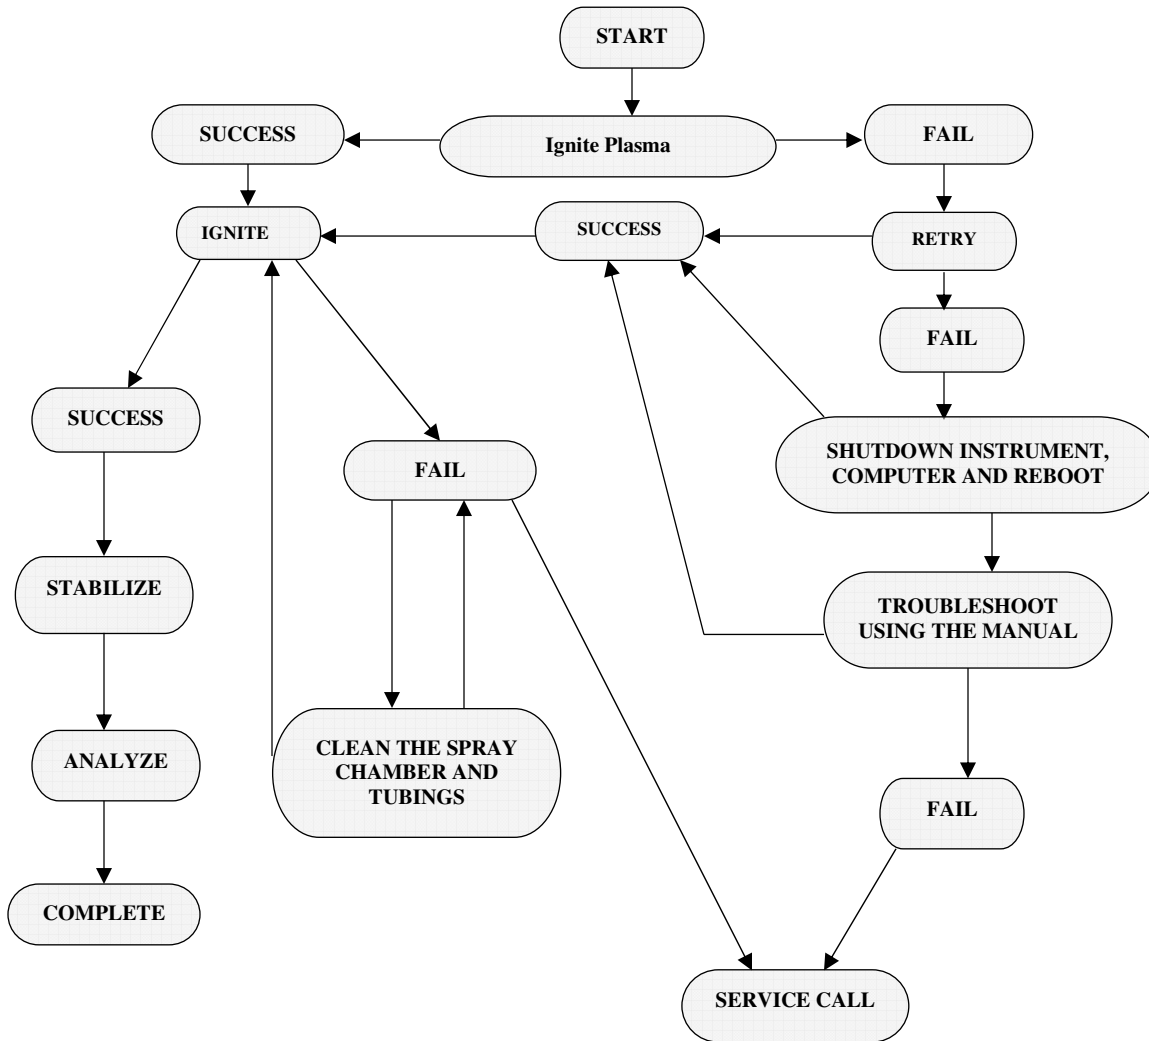 START
SUCCESS
Ignite Plasma
FAIL
IGNITE
SUCCESS
RETRY
FAIL
SUCCESS
FAIL
SHUTDOWN INSTRUMENT,
COMPUTER AND REBOOT
STABILIZE
TROUBLESHOOT
USING THE MANUAL
ANALYZE
CLEAN THE SPRAY
CHAMBER AND
TUBINGS
FAIL
COMPLETE
SERVICE CALL